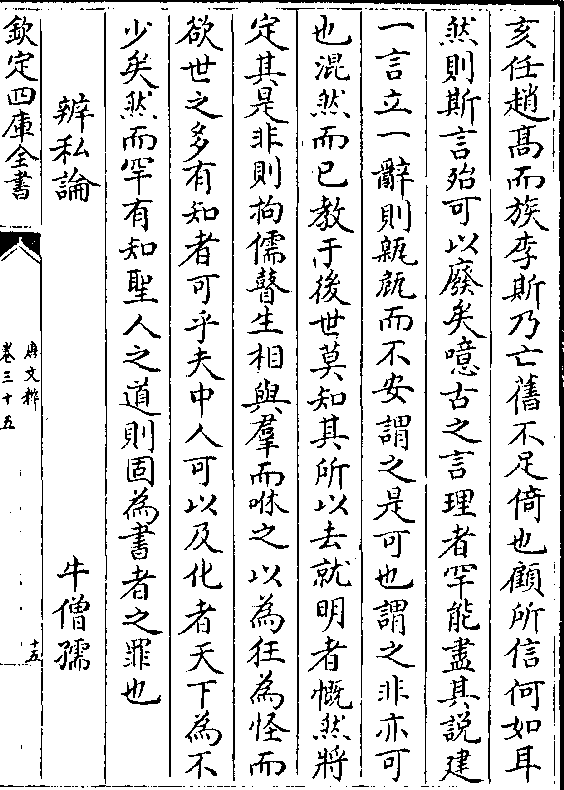 亥任趙髙而族李斯乃亡舊不足倚也顧所信何如耳
然則斯言殆可以廢矣噫古之言理者罕能盡其説建
一言立一辭則臲卼而不安謂之是可也謂之非亦可
也混然而已教于後世莫知其所以去就明者慨然將
定其是非則拘儒瞽生相與羣而咻之以為狂為怪而
欲世之多有知者可乎夫中人可以及化者天下為不
少矣然而罕有知聖人之道則固為書者之罪也
辨私論 牛僧孺
欽定四庫全書
唐文粹
卷三十五
十五